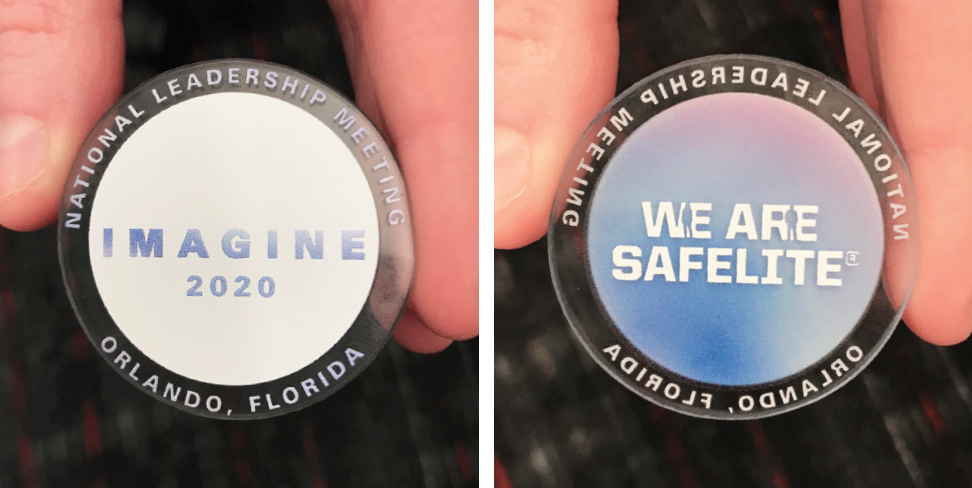 NATIONAL LEADERSHIP MEETING
IMAGINE
2020
ORLANDO, FLORIDA
NATIONAL LEADERSHIP MEETING
WE ARE
SAFELITE®
ORLANDO, FLORIDA